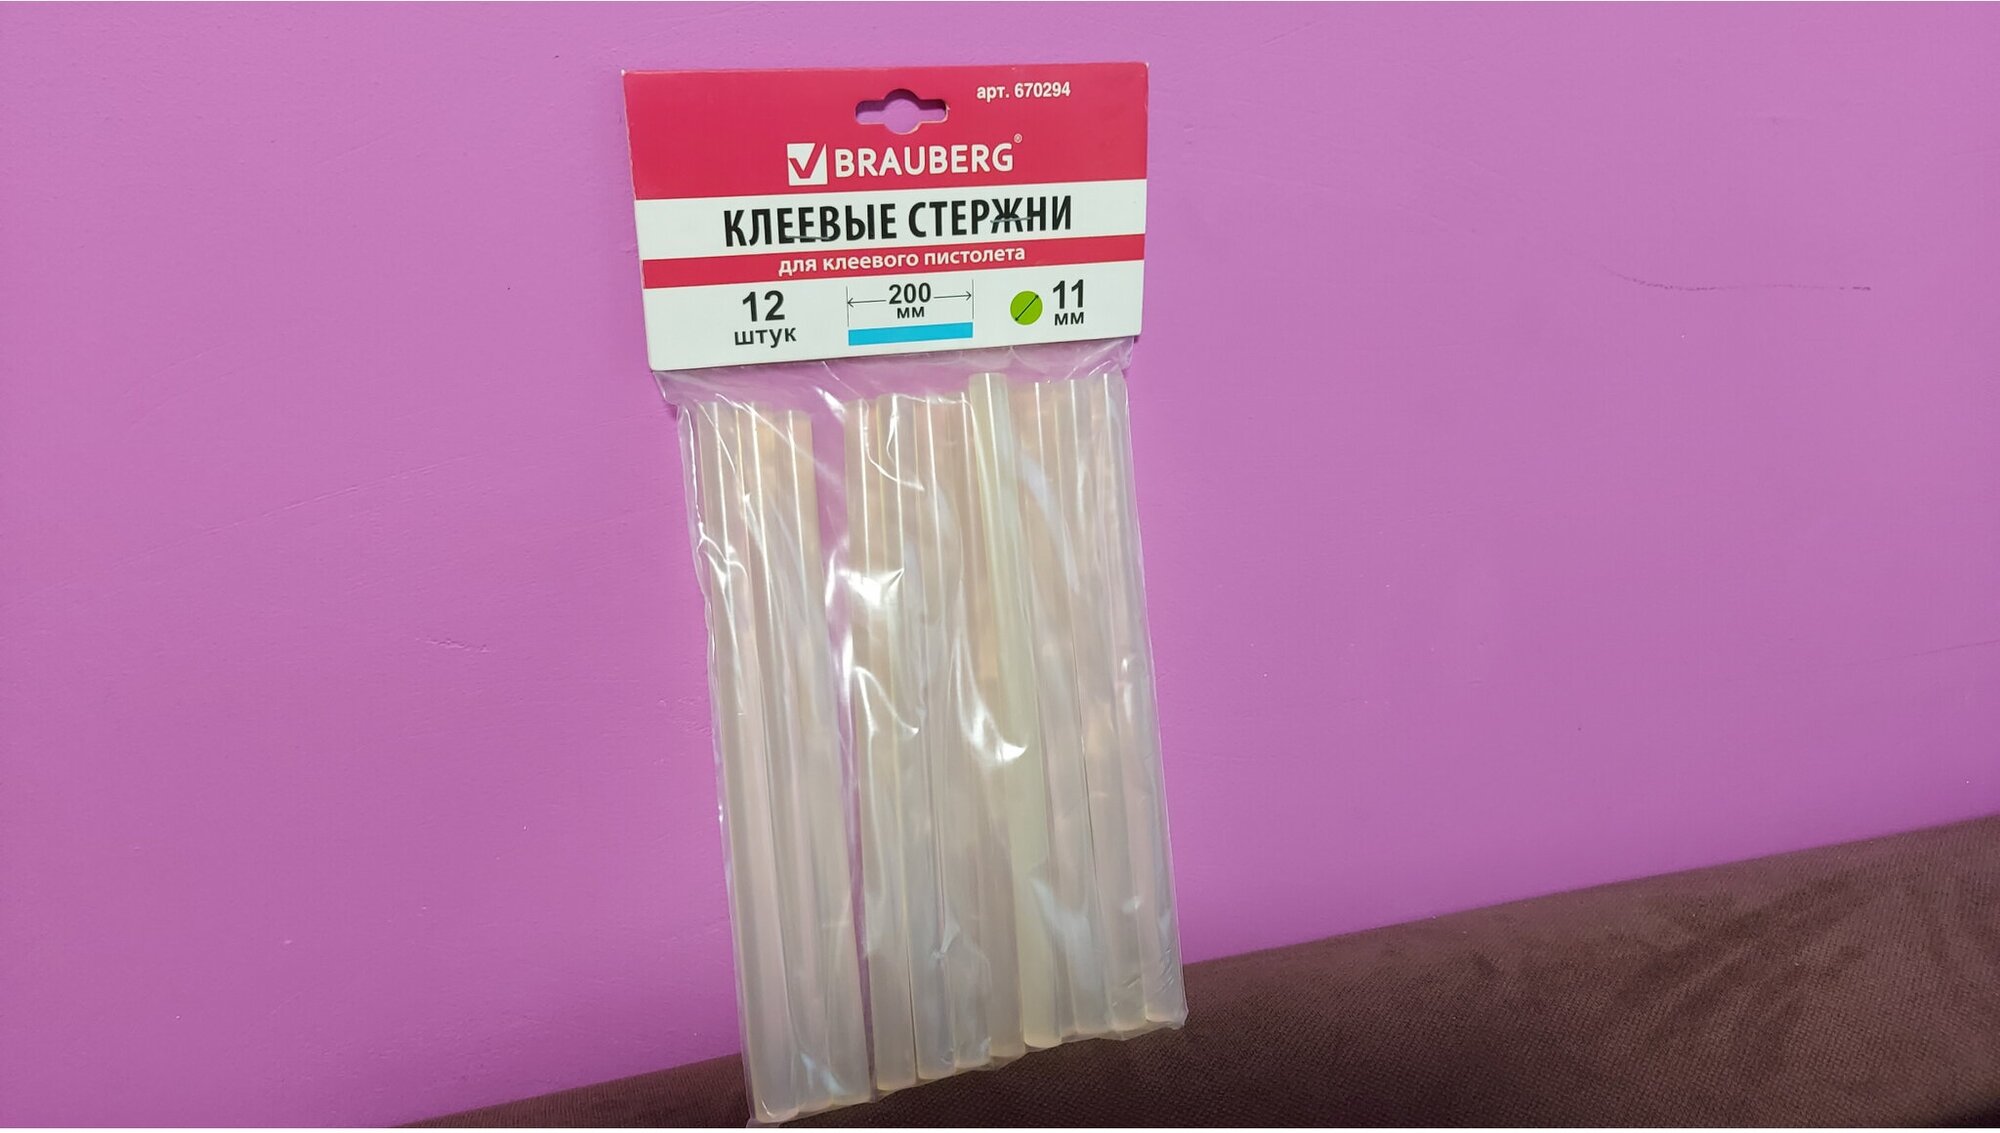 арт. 670294
BRAUBERG®
КЛЕЕВЫЕ СТЕРЖНИ
для клеевого пистолета
12 штук
200 мм
11 мм